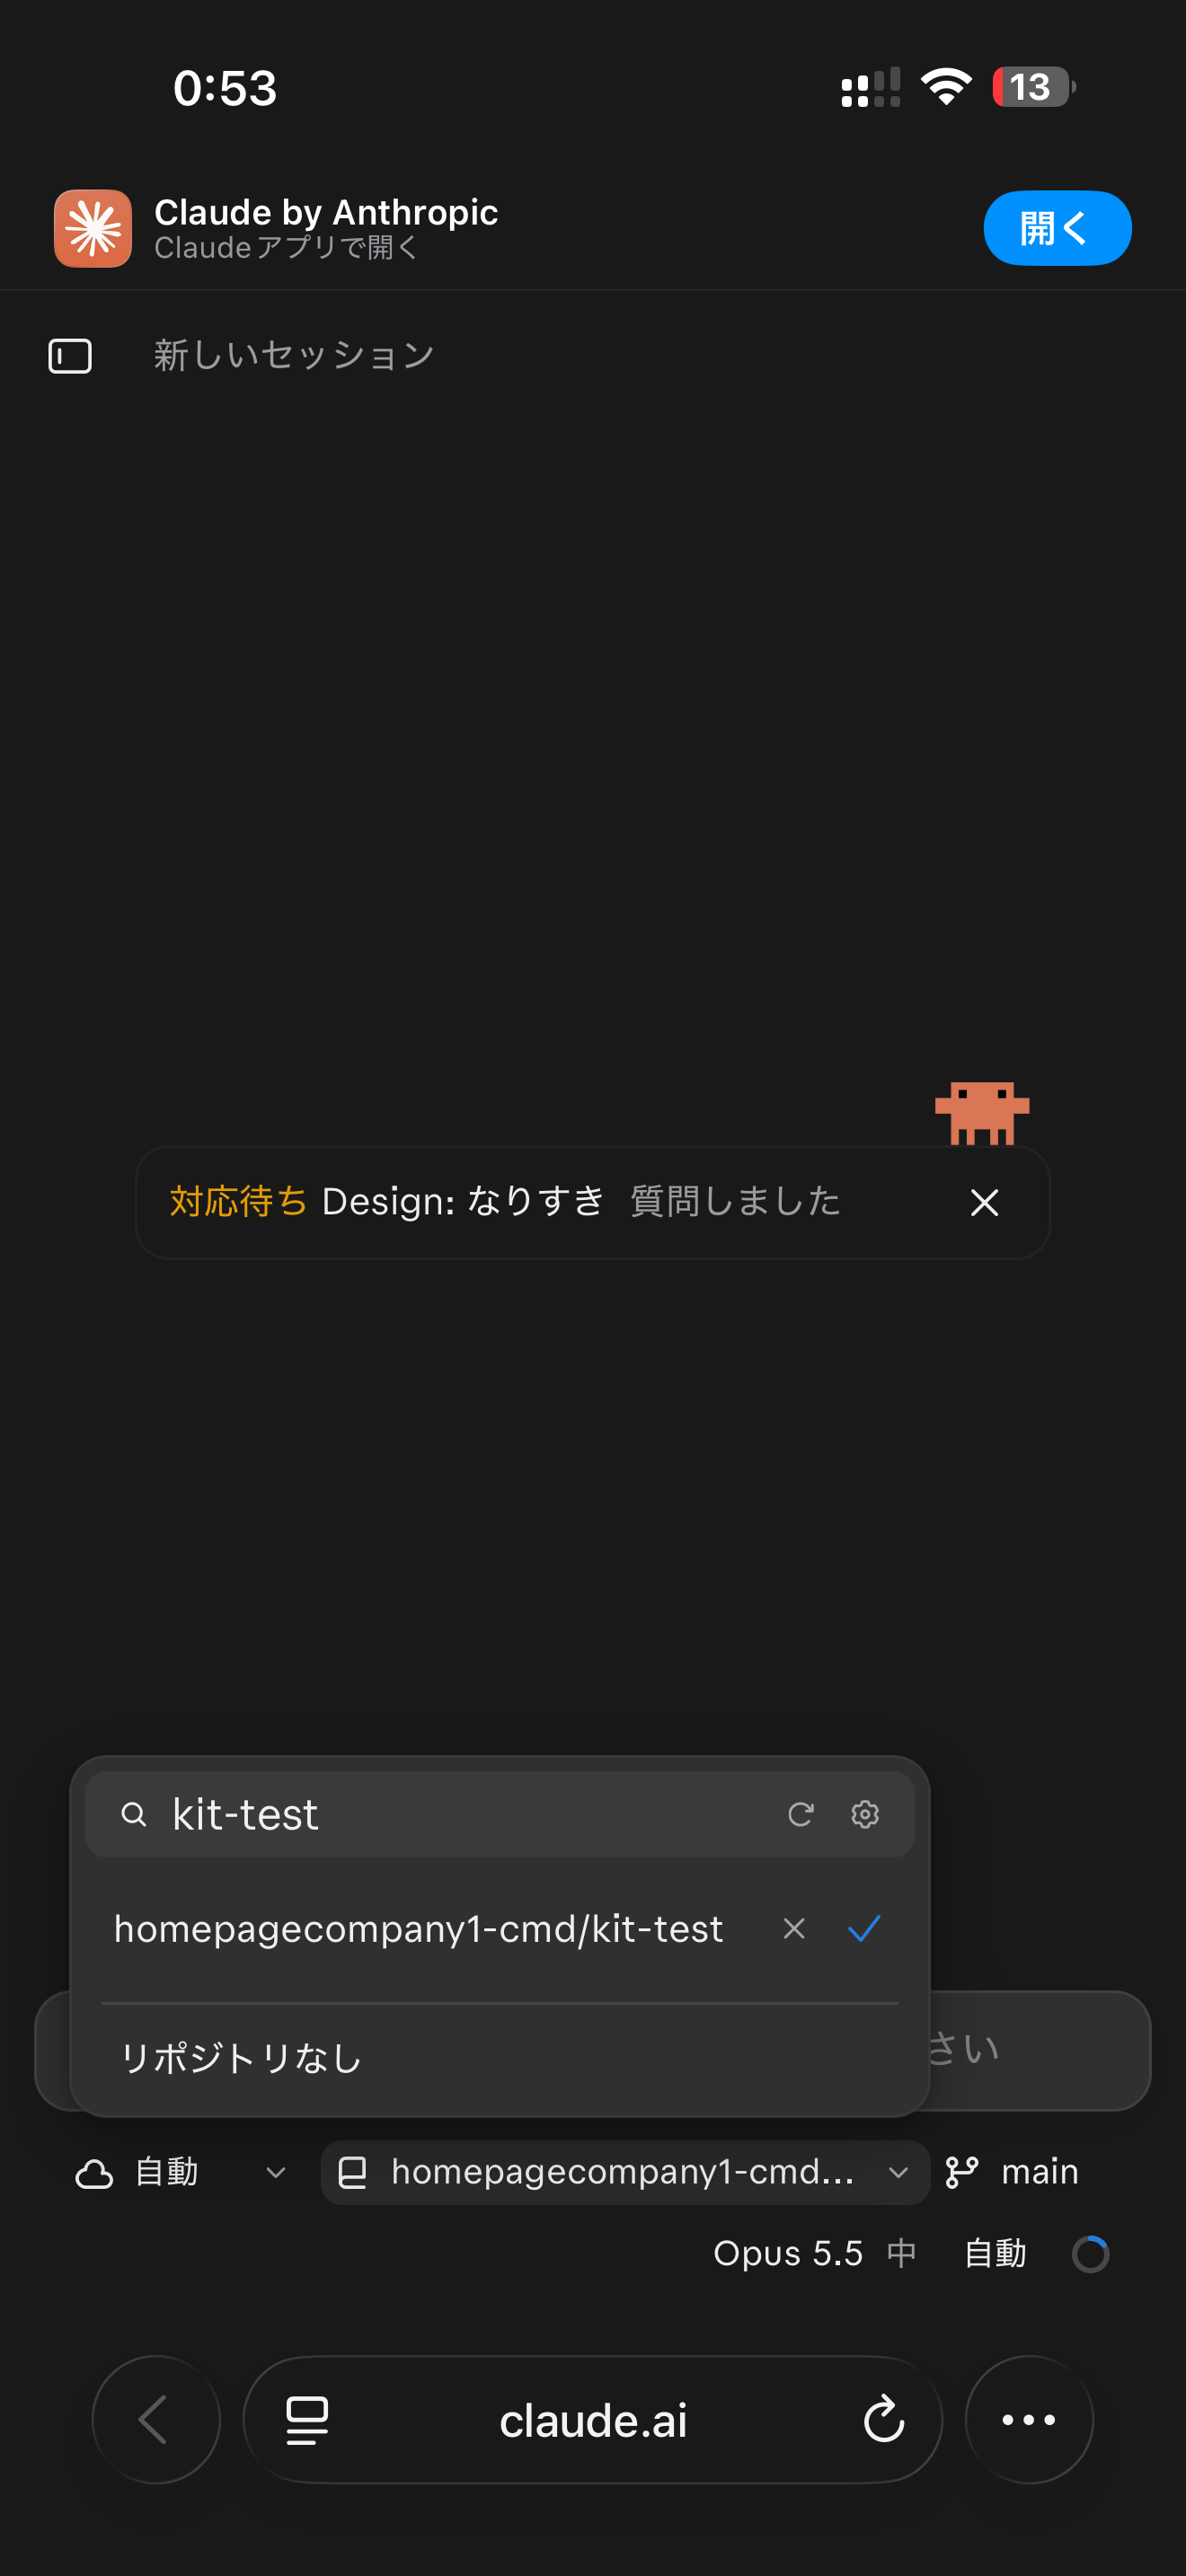 0:53
13
Claude by Anthropic
Claudeアプリで開く
開く
新しいセッション
対応待ち Design: なりすき 質問しました
kit-test
homepagecompany1-cmd/kit-test
リポジトリなし
さい
自動
homepagecompany1-cmd...
main
Opus 5.5 中 自動
claude.ai